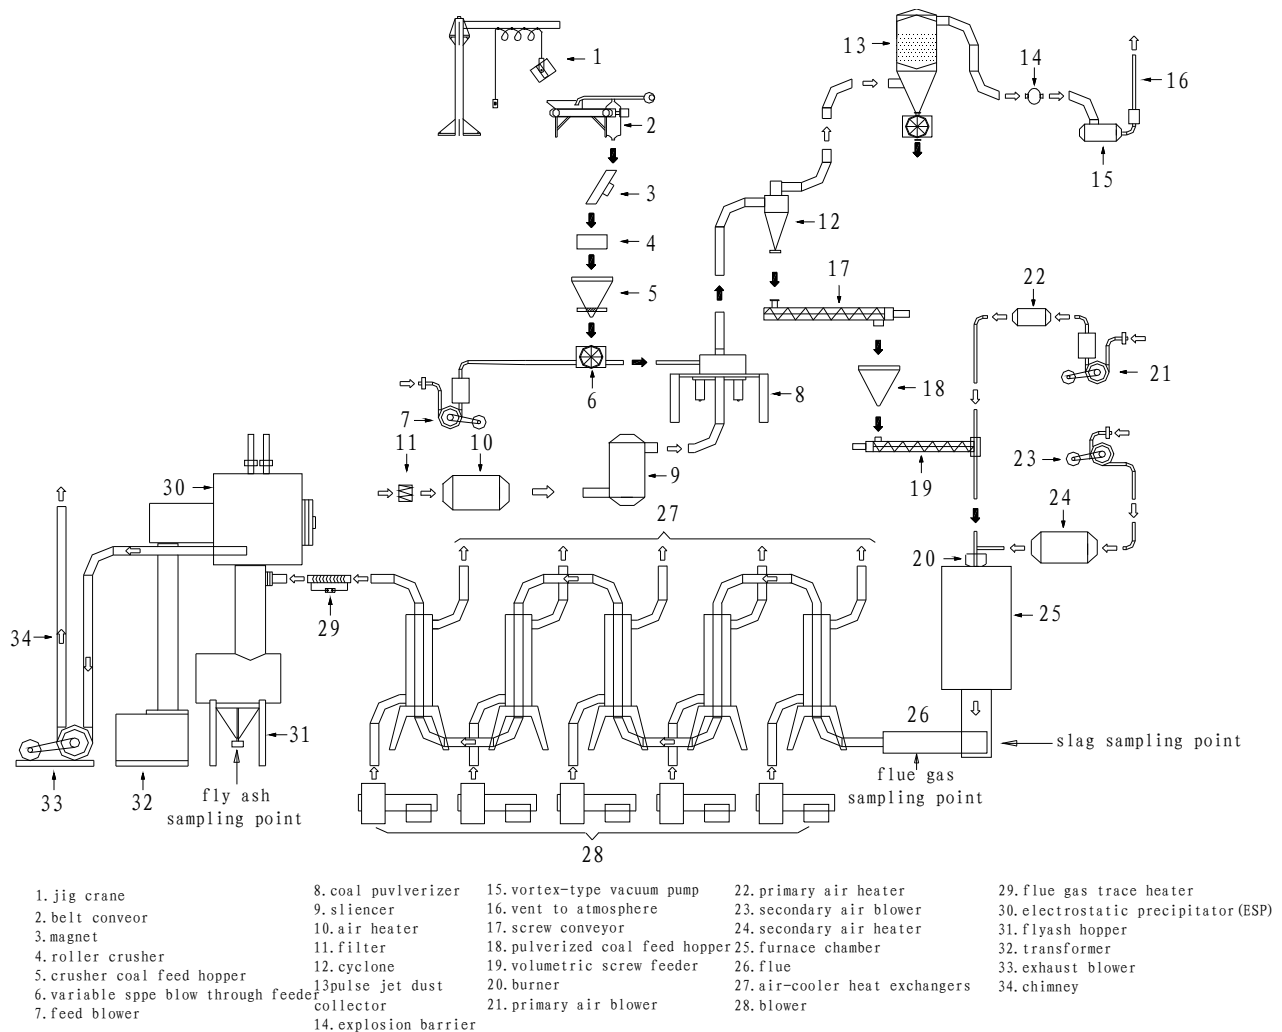 1
2
3
4
5
6
7
8
9
10
11
12
13
14
15
16
17
18
19
20
21
22
23
24
25
26
27
28
29
30
31
32
33
34
slag sampling point
flue gas
sampling point
fly ash
sampling point
1. jig crane
2. belt conveor
3. magnet
4. roller crusher
5. crusher coal feed hopper
6. variable sppe blow through feeder
7. feed blower
8. coal puvlverizer
9. sliencer
10. air heater
11. filter
12. cyclone
13pulse jet dust
collector
14. explosion barrier
15. vortex-type vacuum pump
16. vent to atmosphere
17. screw conveyor
18. pulverized coal feed hopper
19. volumetric screw feeder
20. burner
21. primary air blower
22. primary air heater
23. secondary air blower
24. secondary air heater
25. furnace chamber
26. flue
27. air-cooler heat exchangers
28. blower
29. flue gas trace heater
30. electrostatic precipitator(ESP)
31. flyash hopper
32. transformer
33. exhaust blower
34. chimney